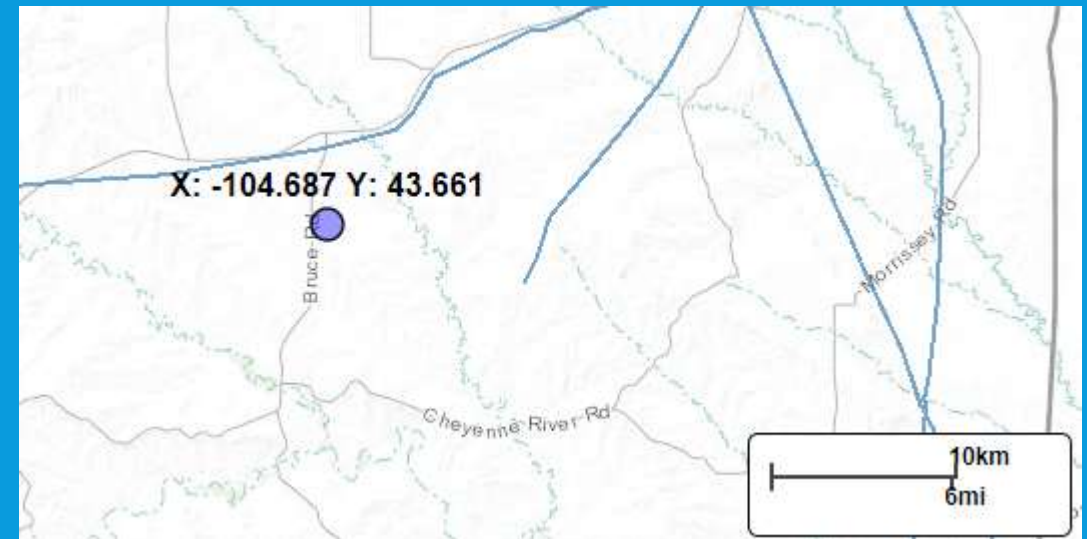 X: -104.687 Y: 43.661
Bruce Rd
Morrissey Rd
Cheyenne River Rd
10km
6mi